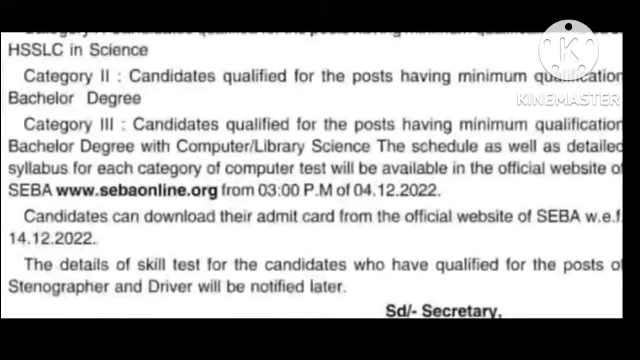 HSSLC in Science
Category II : Candidates qualified for the posts having minimum qualification
Bachelor Degree
Category III : Candidates qualified for the posts having minimum qualification
Bachelor Degree with Computer/Library Science The schedule as well as detailed
syllabus for each category of computer test will be available in the official website of
SEBA www.sebaonline.org from 03:00 P.M of 04.12.2022.
Candidates can download their admit card from the official website of SEBA w.e.f.
14.12.2022.
The details of skill test for the candidates who have qualified for the posts of
Stenographer and Driver will be notified later.
Sd/- Secretary,
K
KINEMASTER